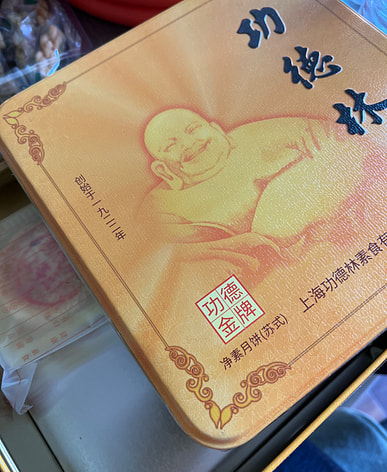 功德林
创始于一九二二年
功德
金牌
净素月饼(苏式)
上海功德林素食有